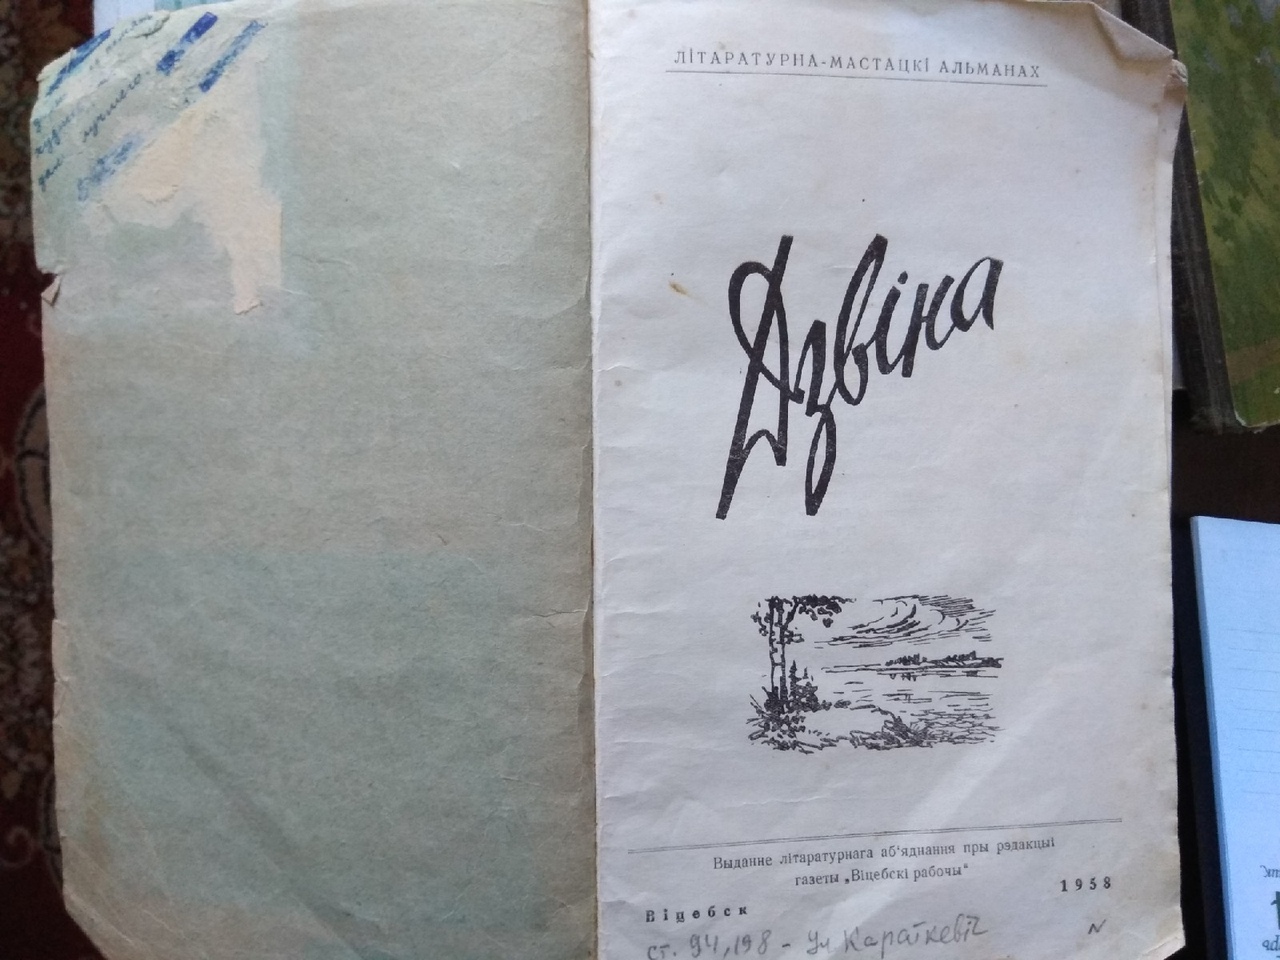 ЛІТАРАТУРНА-МАСТАЦКІ АЛЬМАНАХ
Дзвіна
Выданне літаратурнага аб'яднання пры рэдакцыі
газеты „Віцебскі рабочы"
1958
Віцебск
ст. 94, 198 - Ул Караткевіч